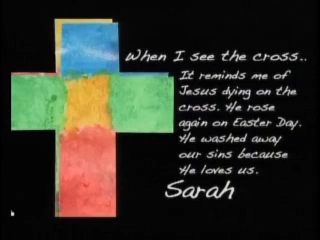 When I see the cross..
It reminds me of
Jesus dying on the
cross. He rose
again on Easter Day.
He washed away
our sins because
He loves us.
Sarah